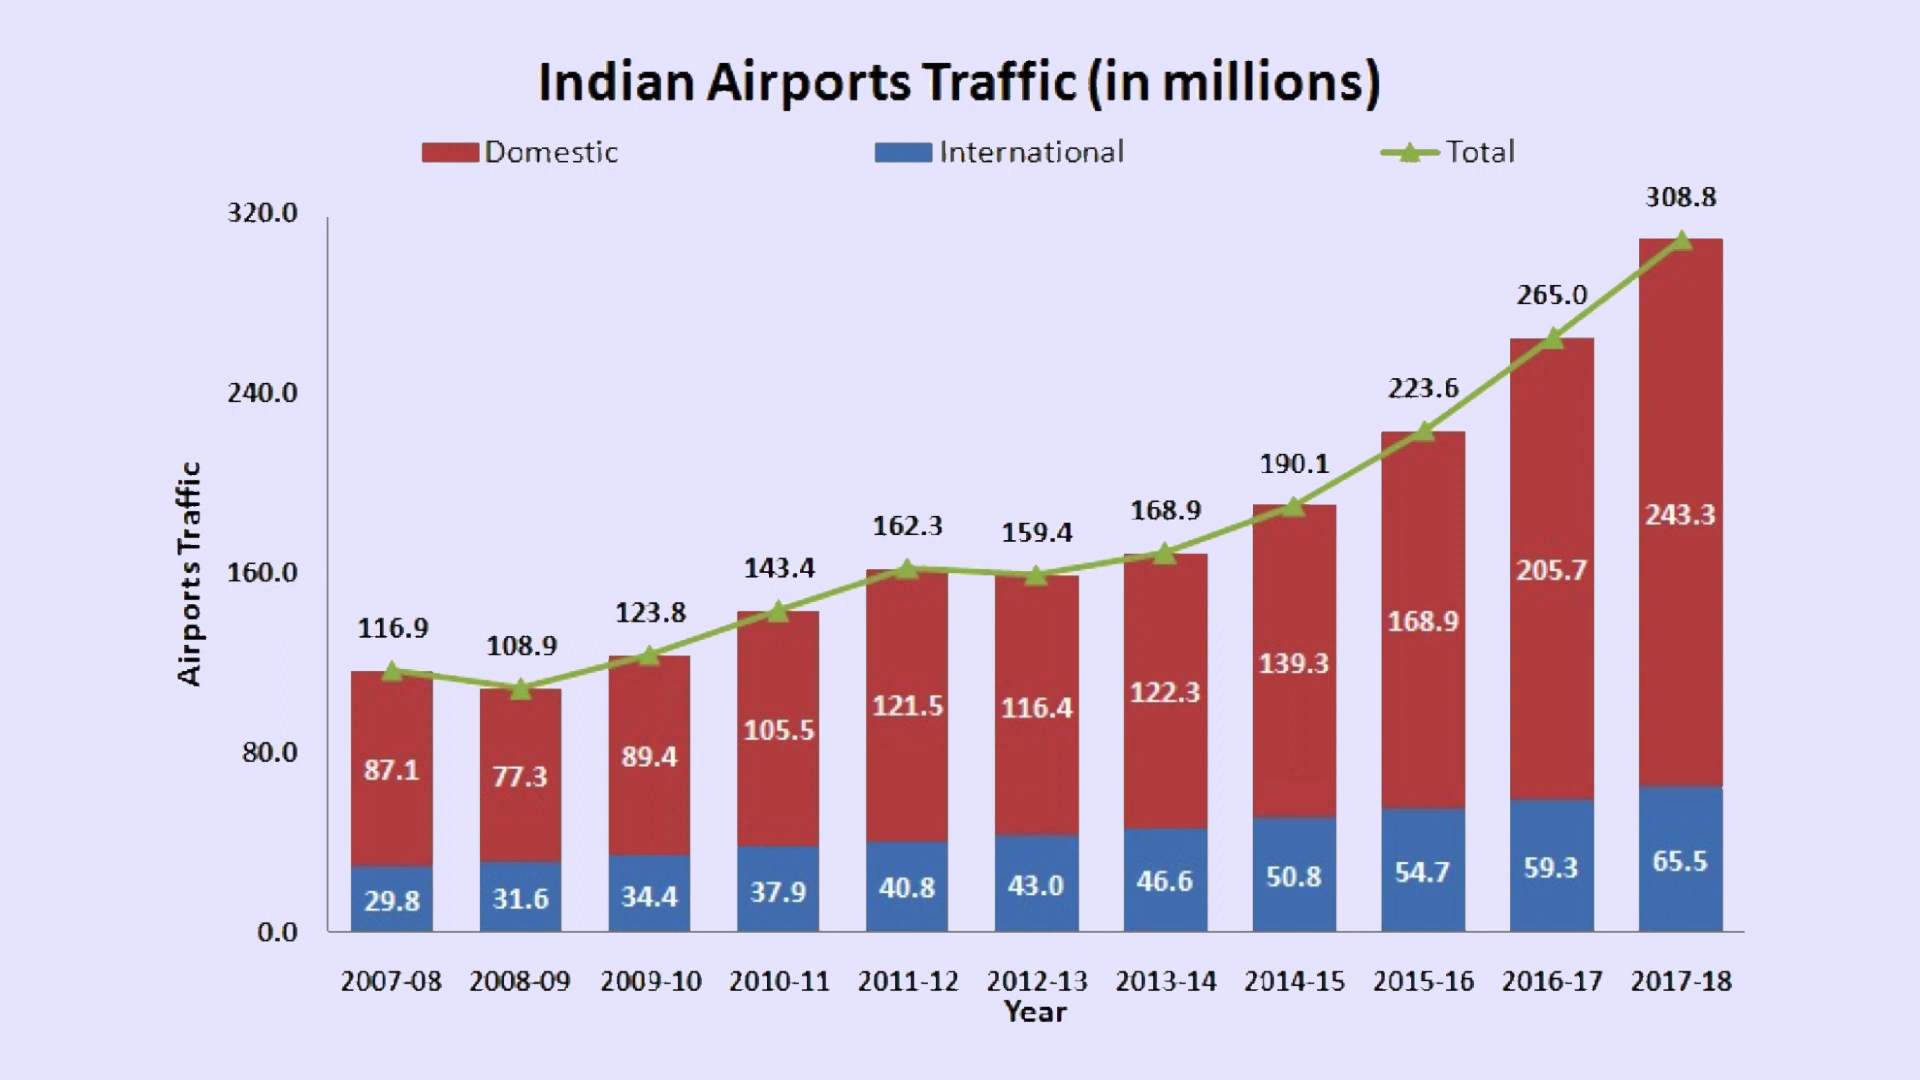 Indian Airports Traffic (in millions)
Domestic International Total
320.0
240.0
160.0
80.0
0.0
Airports Traffic
116.9 108.9 123.8 143.4 162.3 159.4 168.9 190.1 223.6 265.0 308.8
87.1 77.3 89.4 105.5 121.5 116.4 122.3 139.3 168.9 205.7 243.3
29.8 31.6 34.4 37.9 40.8 43.0 46.6 50.8 54.7 59.3 65.5
2007-08 2008-09 2009-10 2010-11 2011-12 2012-13 2013-14 2014-15 2015-16 2016-17 2017-18
Year